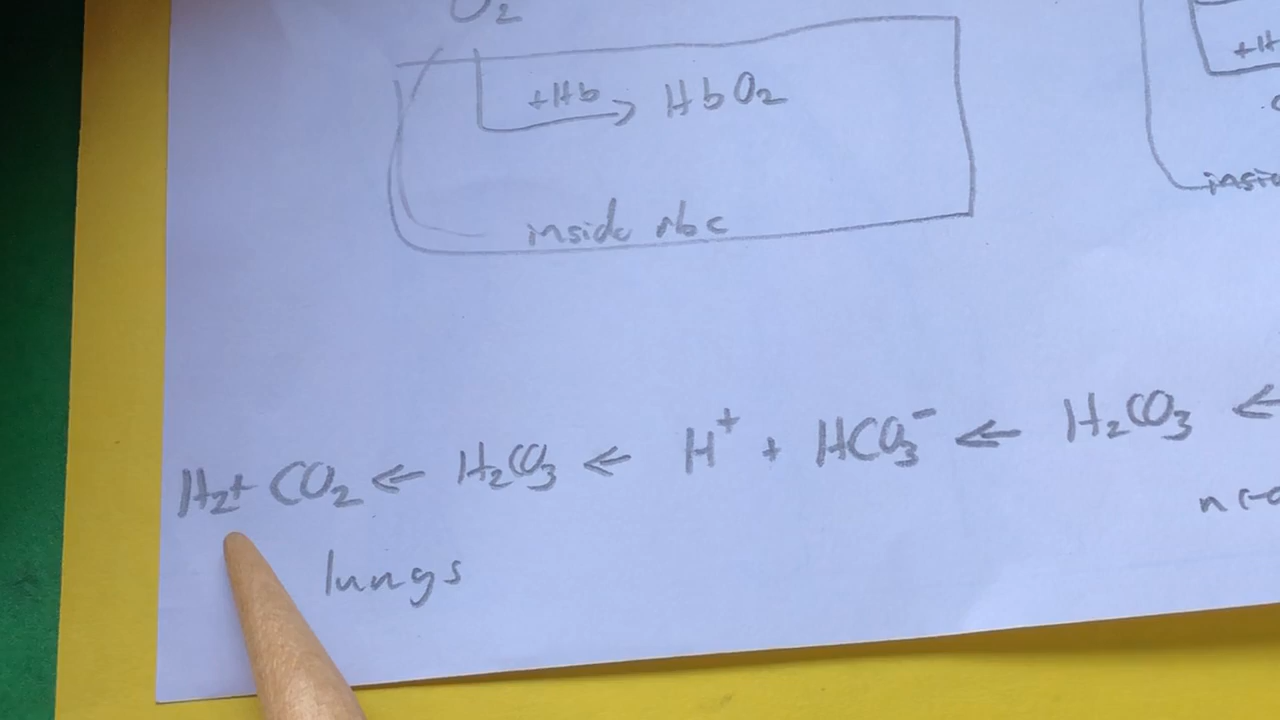 O₂
+Hb → HbO₂
+H
inside rbc
H₂+ CO₂ ← H₂CO₃ ← H⁺ + HCO₃⁻ ← H₂CO₃ ←
lungs